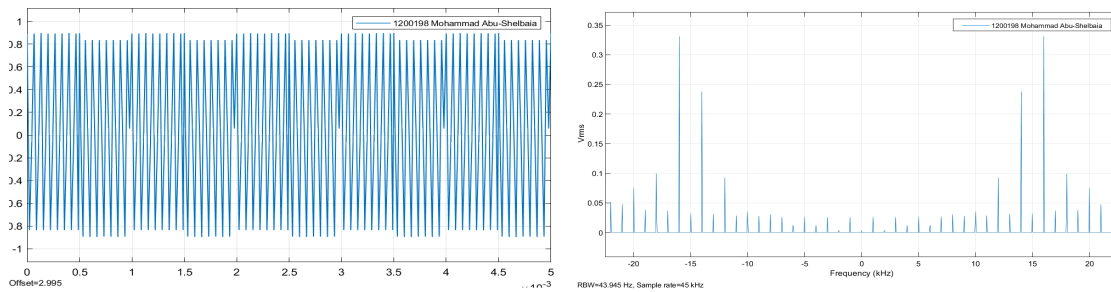 1200198 Mohammad Abu-Shelbaia
1
0.8
0.6
0.4
0.2
0
0.2
0.4
0.6
0.8
-1
0 0.5 1 1.5 2 2.5 3 3.5 4 4.5 5
Offset=2.995
1200198 Mohammad Abu-Shelbaia
0.35
0.3
0.25
0.2
0.15
0.1
0.05
0
Vrms
-20 -15 -10 -5 0 5 10 15 20
Frequency (kHz)
RBW=43.945 Hz, Sample rate=45 kHz